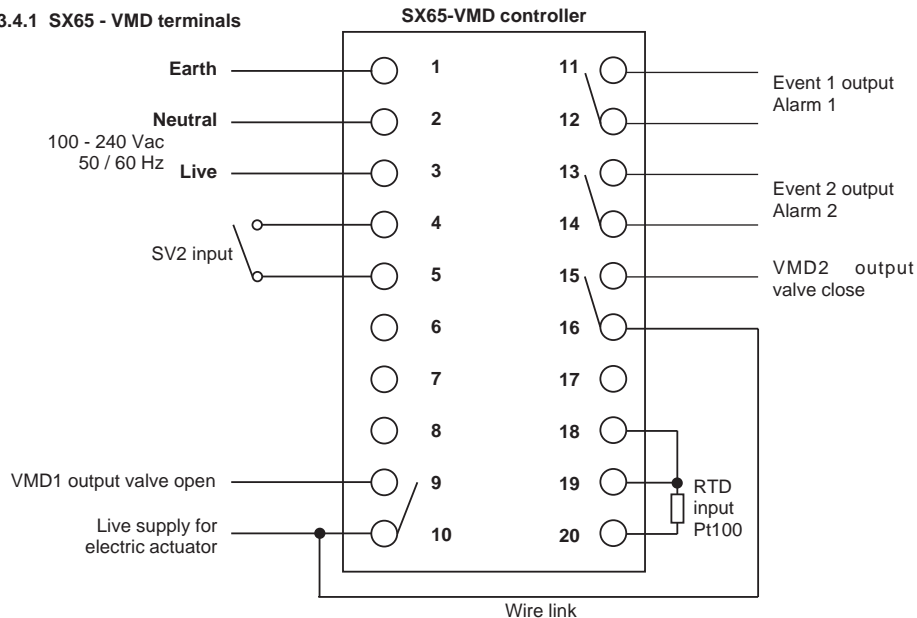 3.4.1 SX65 - VMD terminals
SX65-VMD controller
Earth
Neutral
100 - 240 Vac
50 / 60 Hz
Live
SV2 input
VMD1 output valve open
Live supply for
electric actuator
1
2
3
4
5
6
7
8
9
10
11
12
13
14
15
16
17
18
19
20
Event 1 output
Alarm 1
Event 2 output
Alarm 2
VMD2 output
valve close
RTD
input
Pt100
Wire link